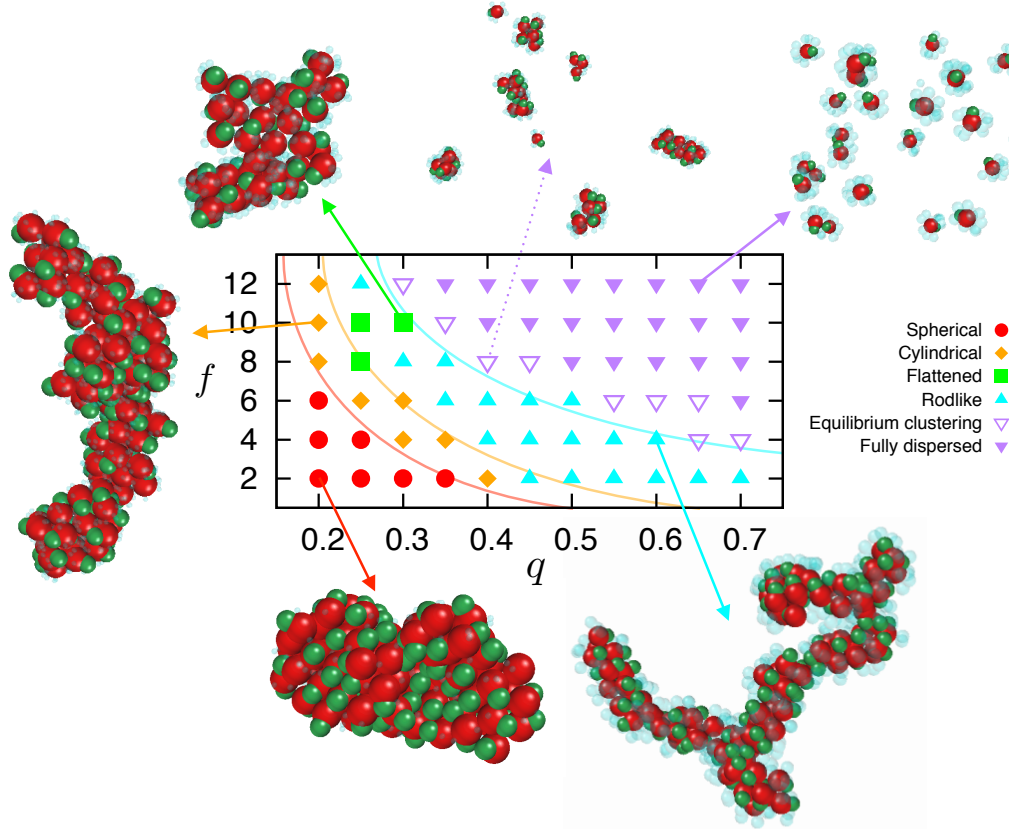 12
10
8
6
4
2
f
0.2 0.3 0.4 0.5 0.6 0.7
q
Spherical
Cylindrical
Flattened
Rodlike
Equilibrium clustering
Fully dispersed